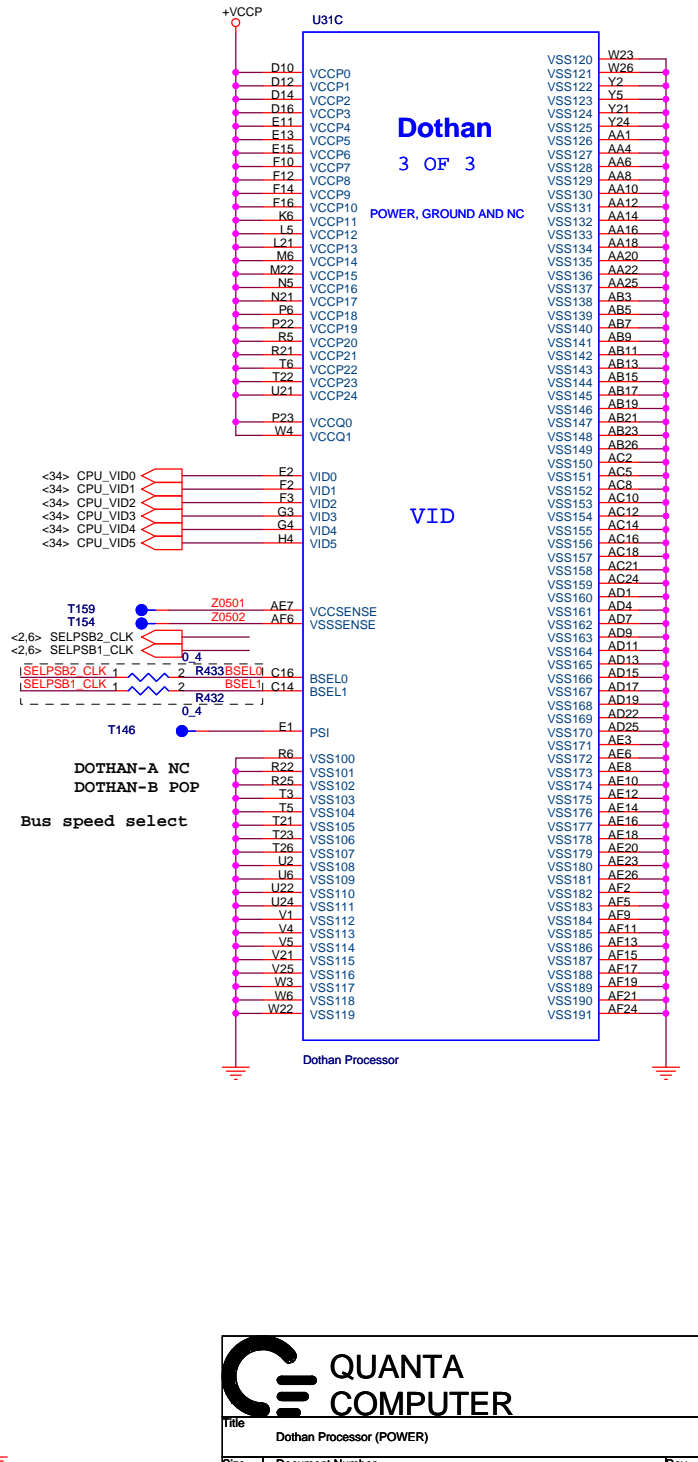 +VCCP
U31C
Dothan
3 OF 3
POWER, GROUND AND NC
D10 VCCP0
D12 VCCP1
D14 VCCP2
D16 VCCP3
E11 VCCP4
E13 VCCP5
E15 VCCP6
F10 VCCP7
F12 VCCP8
F14 VCCP9
F16 VCCP10
K6 VCCP11
L5 VCCP12
L21 VCCP13
M6 VCCP14
M22 VCCP15
N5 VCCP16
N21 VCCP17
P6 VCCP18
P22 VCCP19
R5 VCCP20
R21 VCCP21
T6 VCCP22
T22 VCCP23
U21 VCCP24
P23 VCCQ0
W4 VCCQ1
<34> CPU_VID0 E2 VID0
<34> CPU_VID1 F2 VID1
<34> CPU_VID2 F3 VID2
<34> CPU_VID3 G3 VID3
<34> CPU_VID4 G4 VID4
<34> CPU_VID5 H4 VID5
VID
T159 Z0501 AE7 VCCSENSE
T154 Z0502 AF6 VSSSENSE
<2,6> SELPSB2_CLK
<2,6> SELPSB1_CLK
0_4
SELPSB2_CLK 1 2 R433 BSEL0 C16 BSEL0
SELPSB1_CLK 1 2 BSEL1 C14 BSEL1
R432
0_4
T146 E1 PSI
DOTHAN-A NC
DOTHAN-B POP
Bus speed select
R6 VSS100
R22 VSS101
R25 VSS102
T3 VSS103
T5 VSS104
T21 VSS105
T23 VSS106
T26 VSS107
U2 VSS108
U6 VSS109
U22 VSS110
U24 VSS111
V1 VSS112
V4 VSS113
V5 VSS114
V21 VSS115
V25 VSS116
W3 VSS117
W6 VSS118
W22 VSS119
VSS120 W23
VSS121 W26
VSS122 Y2
VSS123 Y5
VSS124 Y21
VSS125 Y24
VSS126 AA1
VSS127 AA4
VSS128 AA6
VSS129 AA8
VSS130 AA10
VSS131 AA12
VSS132 AA14
VSS133 AA16
VSS134 AA18
VSS135 AA20
VSS136 AA22
VSS137 AA25
VSS138 AB3
VSS139 AB5
VSS140 AB7
VSS141 AB9
VSS142 AB11
VSS143 AB13
VSS144 AB15
VSS145 AB17
VSS146 AB19
VSS147 AB21
VSS148 AB23
VSS149 AB26
VSS150 AC2
VSS151 AC5
VSS152 AC8
VSS153 AC10
VSS154 AC12
VSS155 AC14
VSS156 AC16
VSS157 AC18
VSS158 AC21
VSS159 AC24
VSS160 AD1
VSS161 AD4
VSS162 AD7
VSS163 AD9
VSS164 AD11
VSS165 AD13
VSS166 AD15
VSS167 AD17
VSS168 AD19
VSS169 AD22
VSS170 AD25
VSS171 AE3
VSS172 AE6
VSS173 AE8
VSS174 AE10
VSS175 AE12
VSS176 AE14
VSS177 AE16
VSS178 AE18
VSS179 AE20
VSS180 AE23
VSS181 AE26
VSS182 AF2
VSS183 AF5
VSS184 AF9
VSS185 AF11
VSS186 AF13
VSS187 AF15
VSS188 AF17
VSS189 AF19
VSS190 AF21
VSS191 AF24
Dothan Processor
QUANTA
COMPUTER
Title
Dothan Processor (POWER)
Size Document Number Rev